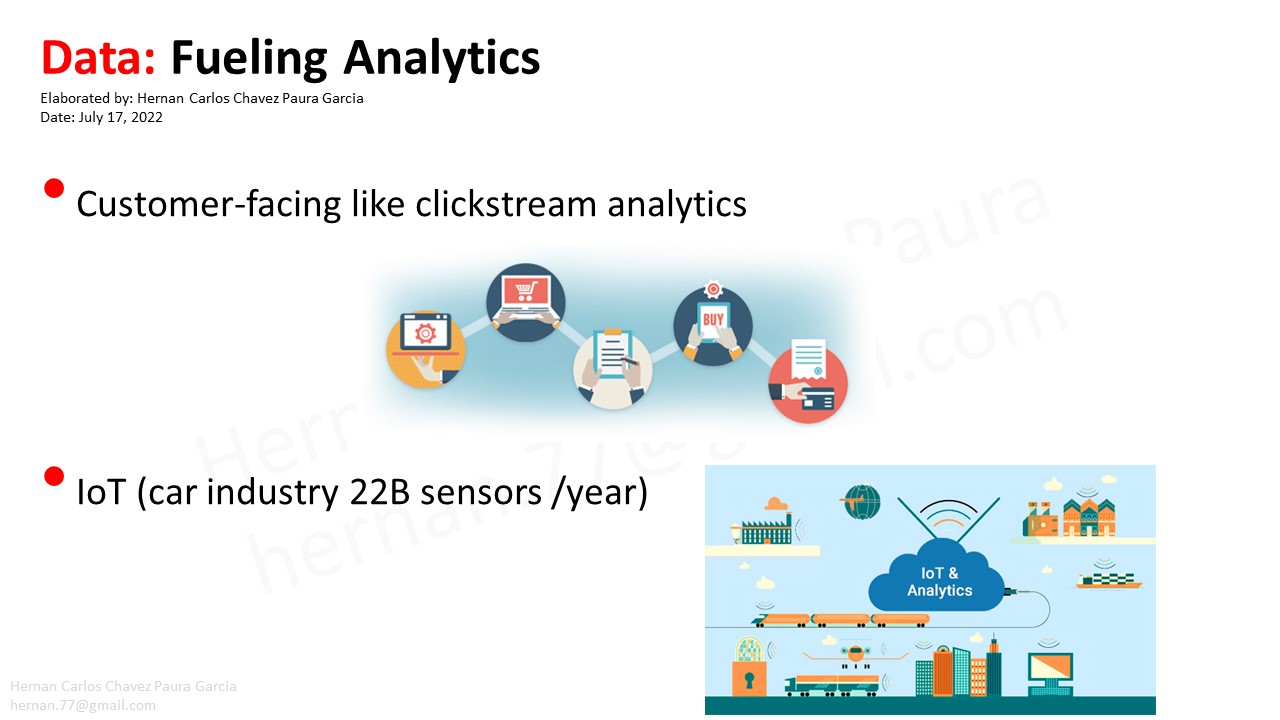 Data: Fueling Analytics
Elaborated by: Hernan Carlos Chavez Paura Garcia
Date: July 17, 2022
• Customer-facing like clickstream analytics
BUY
• IoT (car industry 22B sensors /year)
IoT &
Analytics
Hernan Carlos Chavez Paura Garcia
hernan.77@gmail.com